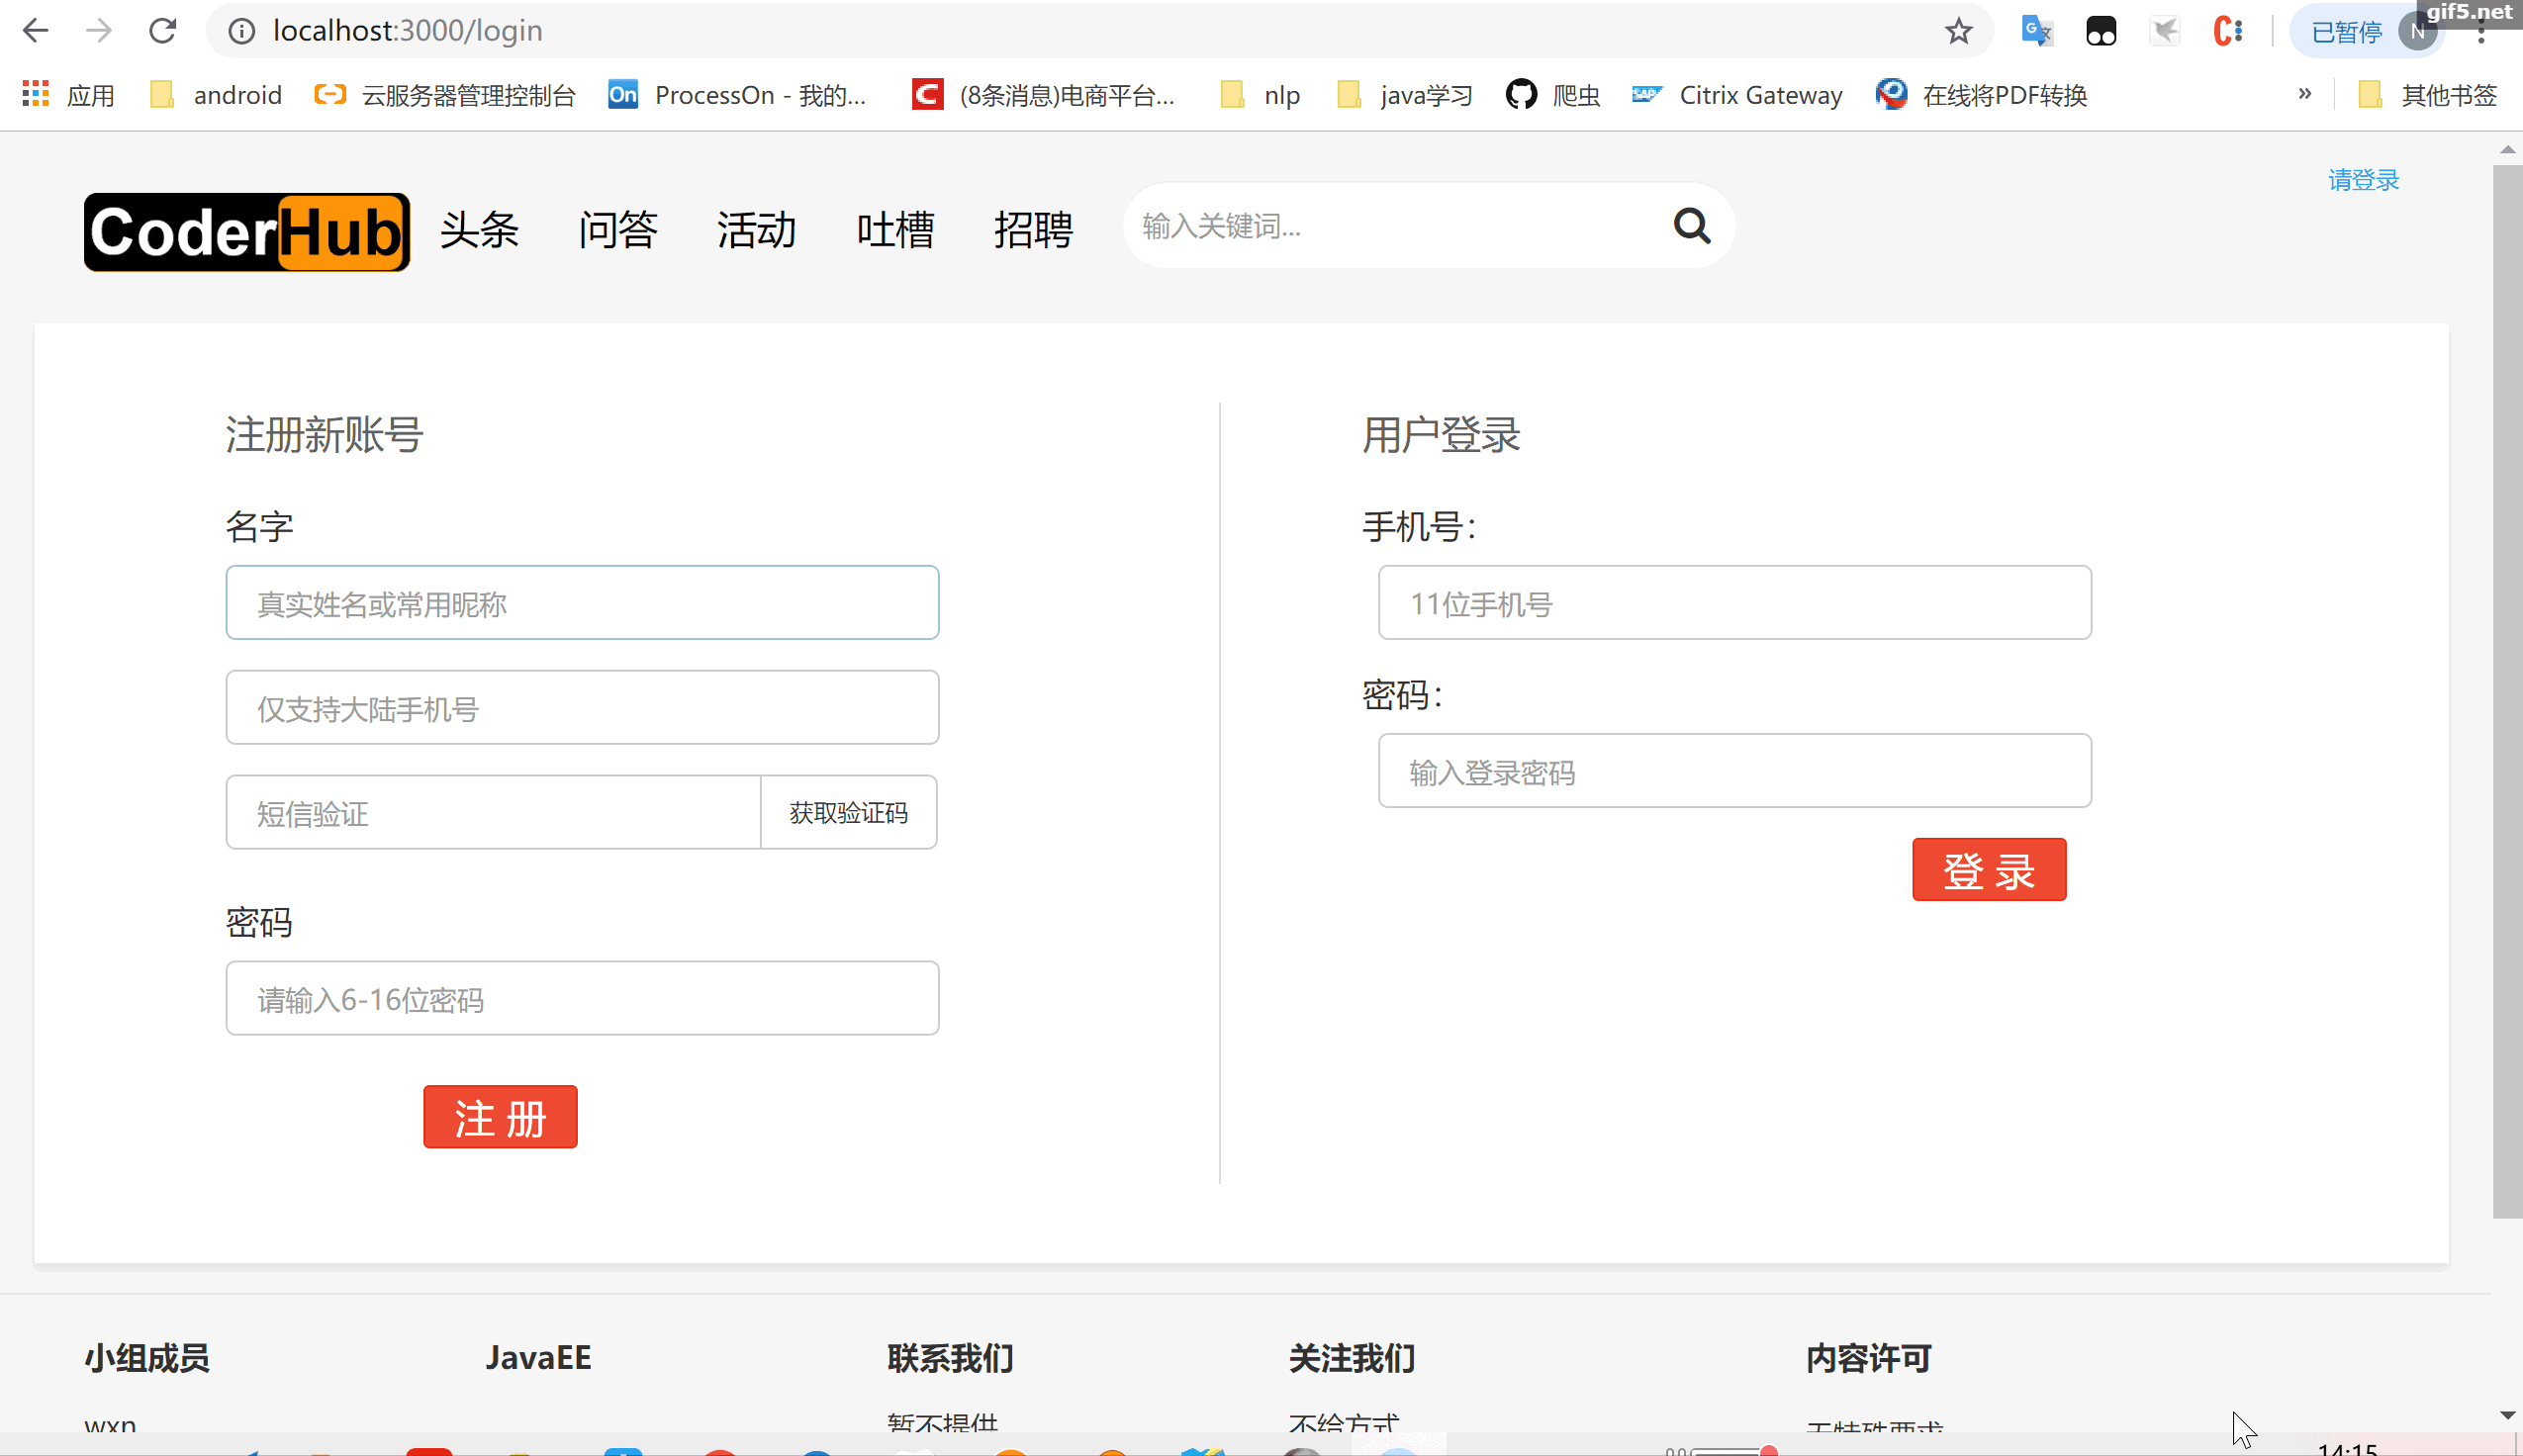 localhost:3000/login
已暂停
N
gif5.net
应用
android
云服务器管理控制台
ProcessOn - 我的...
(8条消息)电商平台...
nlp
java学习
爬虫
Citrix Gateway
在线将PDF转换
»
其他书签
请登录
CoderHub
头条
问答
活动
吐槽
招聘
输入关键词...
注册新账号
名字
真实姓名或常用昵称
仅支持大陆手机号
短信验证
获取验证码
密码
请输入6-16位密码
注 册
用户登录
手机号:
11位手机号
密码:
输入登录密码
登 录
小组成员
JavaEE
联系我们
关注我们
内容许可
wxn
暂不提供
不给方式
无特殊要求
14:15